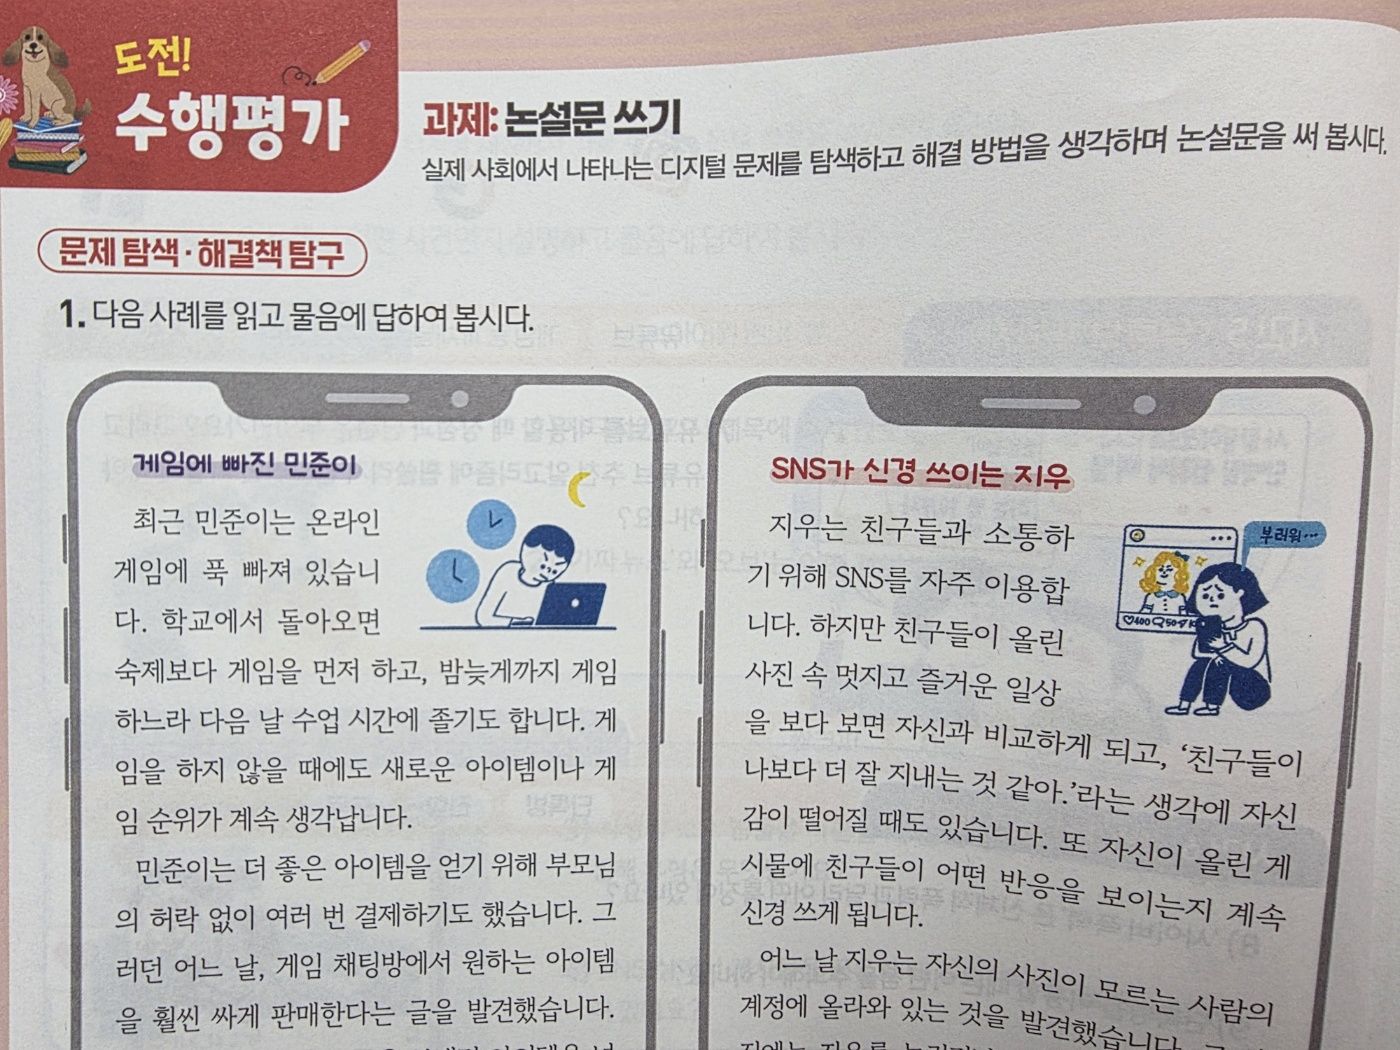 도전!
수행평가
과제: 논설문 쓰기
실제 사회에서 나타나는 디지털 문제를 탐색하고 해결 방법을 생각하며 논설문을 써 봅시다.
문제 탐색·해결책 탐구
1. 다음 사례를 읽고 물음에 답하여 봅시다.
게임에 빠진 민준이
최근 민준이는 온라인
게임에 푹 빠져 있습니
다. 학교에서 돌아오면
숙제보다 게임을 먼저 하고, 밤늦게까지 게임
하느라 다음 날 수업 시간에 졸기도 합니다. 게
임을 하지 않을 때에도 새로운 아이템이나 게
임 순위가 계속 생각납니다.
민준이는 더 좋은 아이템을 얻기 위해 부모님
의 허락 없이 여러 번 결제하기도 했습니다. 그
러던 어느 날, 게임 채팅방에서 원하는 아이템
을 훨씬 싸게 판매한다는 글을 발견했습니다.
SNS가 신경 쓰이는 지우
부러워…
400 50
지우는 친구들과 소통하
기 위해 SNS를 자주 이용합
니다. 하지만 친구들이 올린
사진 속 멋지고 즐거운 일상
을 보다 보면 자신과 비교하게 되고, ‘친구들이
나보다 더 잘 지내는 것 같아.’라는 생각에 자신
감이 떨어질 때도 있습니다. 또 자신이 올린 게
시물에 친구들이 어떤 반응을 보이는지 계속
신경 쓰게 됩니다.
어느 날 지우는 자신의 사진이 모르는 사람의
계정에 올라와 있는 것을 발견했습니다.